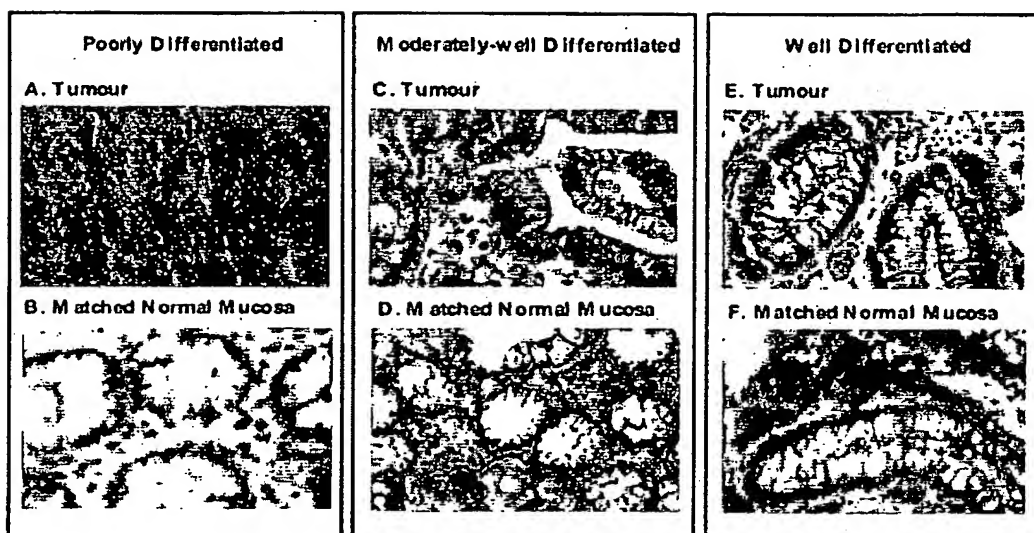 Poorly Differentiated
A. Tumour
B. Matched Normal Mucosa
Moderately-well Differentiated
C. Tumour
D. Matched Normal Mucosa
Well Differentiated
E. Tumour
F. Matched Normal Mucosa